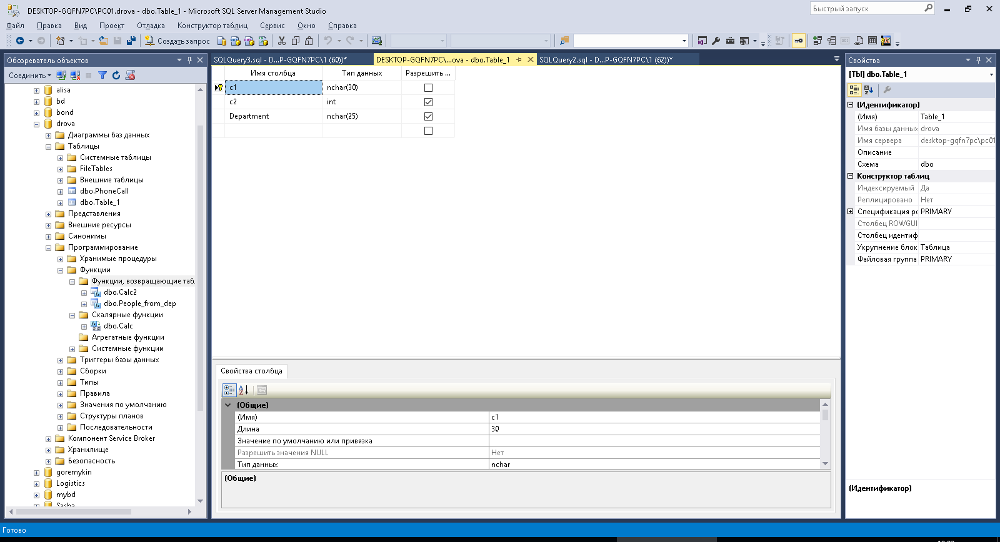 DESKTOP-GQFN7PC\PC01.drova - dbo.Table_1 - Microsoft SQL Server Management Studio
Быстрый запуск
Файл Правка Вид Проект Отладка Конструктор таблиц Сервис Окно Справка
Создать запрос
Обозреватель объектов
Соединить
alisa
bd
bond
drova
Диаграммы баз данных
Таблицы
Системные таблицы
FileTables
Внешние таблицы
dbo.PhoneCall
dbo.Table_1
Представления
Внешние ресурсы
Синонимы
Программирование
Хранимые процедуры
Функции
Функции, возвращающие таб.
dbo.Calc2
dbo.People_from_dep
Скалярные функции
dbo.Calc
Агрегатные функции
Системные функции
Триггеры базы данных
Сборки
Типы
Правила
Значения по умолчанию
Структуры планов
Последовательности
Компонент Service Broker
Хранилище
Безопасность
goremykin
Logistics
mybd
Sasha
SQLQuery3.sql - D...P-GQFN7PC\1 (60))* DESKTOP-GQFN7PC\...ova - dbo.Table_1 SQLQuery2.sql - D...P-GQFN7PC\1 (62))*
Имя столбца Тип данных Разрешить ...
c1 nchar(30)
c2 int
Department nchar(25)
Свойства столбца
(Общие)
(Имя) c1
Длина 30
Значение по умолчанию или привязка
Разрешить значения NULL Нет
Тип данных nchar
(Общие)
Свойства
[Tbl] dbo.Table_1
(Идентификатор)
(Имя) Table_1
Имя базы данных drova
Имя сервера desktop-gqfn7pc\pc01
Описание
Схема dbo
Конструктор таблиц
Индексируемый Да
Реплицировано Нет
Спецификация ре PRIMARY
Столбец ROWGUI
Столбец идентиф
Укрупнение блок Таблица
Файловая группа PRIMARY
(Идентификатор)
Готово